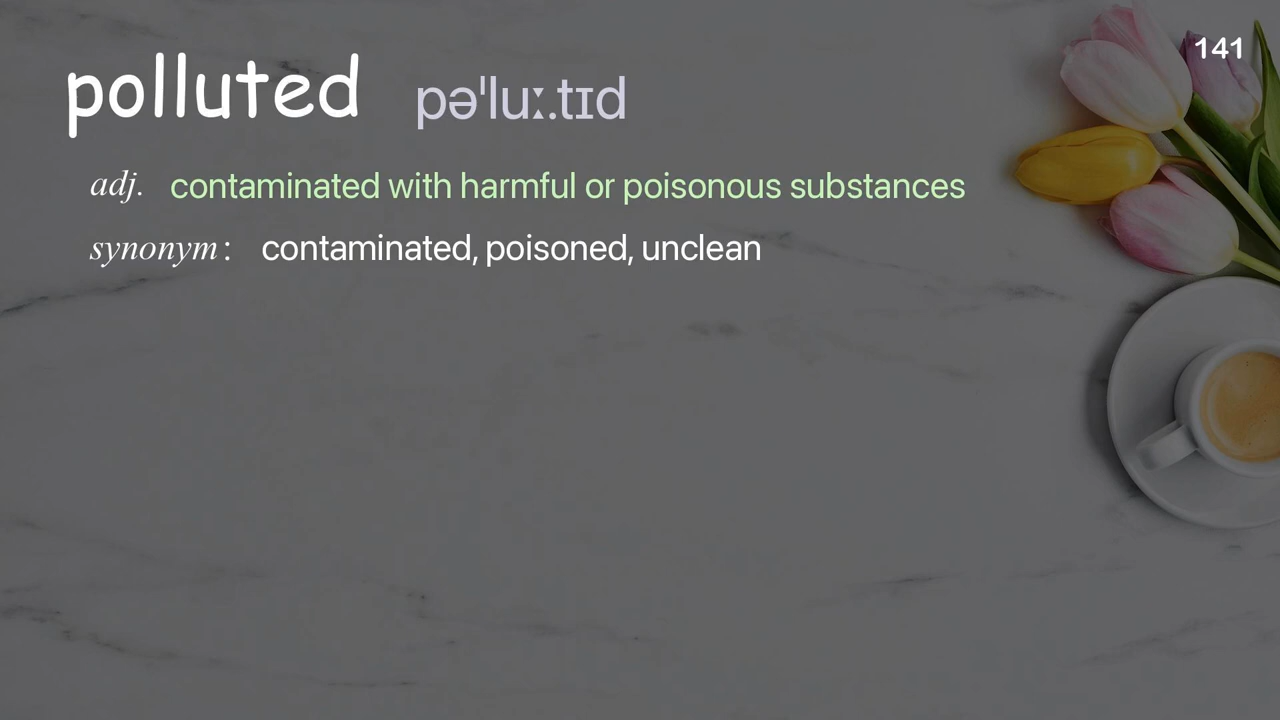 141
polluted pəˈluː.tɪd
adj. contaminated with harmful or poisonous substances
synonym: contaminated, poisoned, unclean